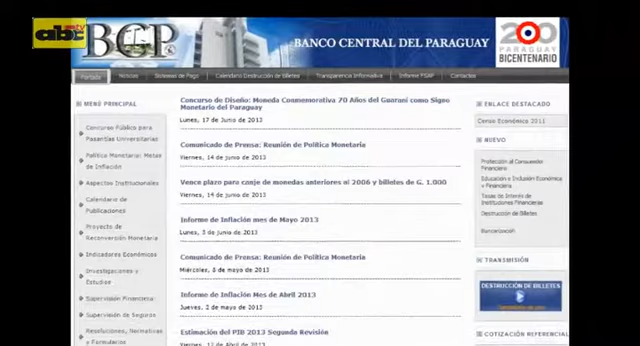 abc
BCP
BANCO CENTRAL DEL PARAGUAY
200
PARAGUAY
BICENTENARIO
Portada
Noticias
Sistemas de Pago
Calendario Destrucción de Billetes
Transparencia Informativa
Informe FSAP
Contactos
MENÚ PRINCIPAL
Concurso Público para
Pasantías Universitarias
Política Monetaria: Metas
de Inflación
Aspectos Institucionales
Calendario de
Publicaciones
Proyecto de
Reconversión Monetaria
Indicadores Económicos
Investigaciones y
Estudios
Supervisión Financiera
Supervisión de Seguros
Resoluciones, Normativas
y Formularios
Concurso de Diseño: Moneda Conmemorativa 70 Años del Guaraní como Signo
Monetario del Paraguay
Lunes, 17 de Junio de 2013
Comunicado de Prensa: Reunión de Política Monetaria
Viernes, 14 de junio de 2013
Vence plazo para canje de monedas anteriores al 2006 y billetes de G. 1.000
Viernes, 14 de junio de 2013
Informe de Inflación mes de Mayo 2013
Lunes, 3 de junio de 2013
Comunicado de Prensa: Reunión de Política Monetaria
Miércoles, de mayo de 2013
Informe de Inflación Mes de Abril 2013
Jueves, 2 de mayo de 2013
Estimación del PIB 2013 Segunda Revisión
Viernes, 12 de Abril de 2013
ENLACE DESTACADO
Censo Económico 2011
NUEVO
Protección al Consumidor
Financiero
Educación e Inclusión Económica
y Financiera
Tasas de Interés de
Instituciones Financieras
Destrucción de Billetes
Bancarización
TRANSMISIÓN
DESTRUCCIÓN DE BILLETES
COTIZACIÓN REFERENCIAL